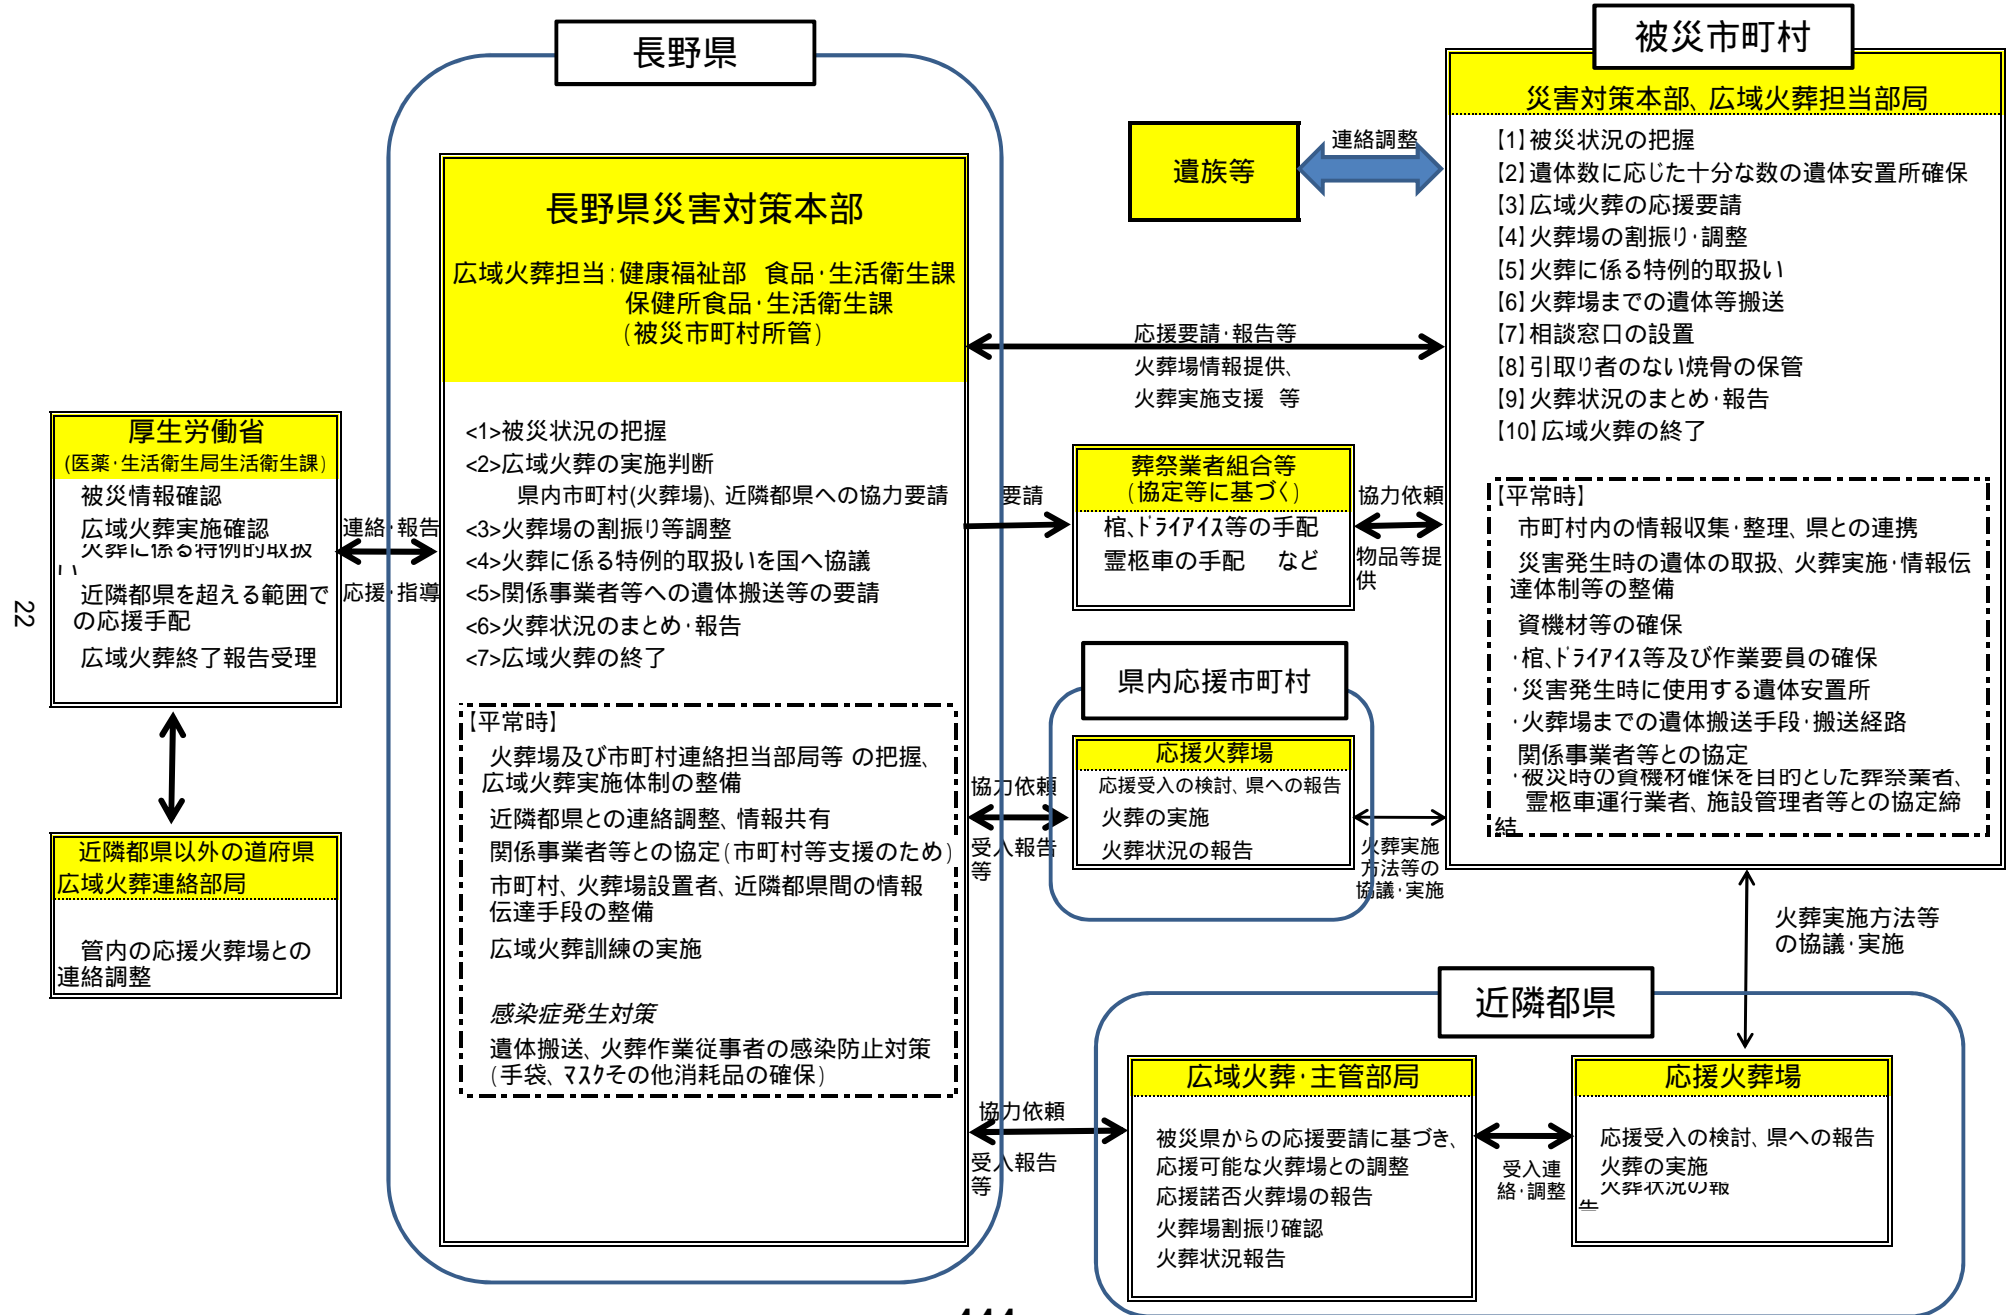 長野県
長野県災害対策本部
広域火葬担当:健康福祉部　食品・生活衛生課
保健所食品・生活衛生課
(被災市町村所管)
<1>被災状況の把握
<2>広域火葬の実施判断
県内市町村(火葬場)、近隣都県への協力要請
<3>火葬場の割振り等調整
<4>火葬に係る特例的取扱いを国へ協議
<5>関係事業者等への遺体搬送等の要請
<6>火葬状況のまとめ・報告
<7>広域火葬の終了
【平常時】
火葬場及び市町村連絡担当部局等 の把握、
広域火葬実施体制の整備
近隣都県との連絡調整、情報共有
関係事業者等との協定(市町村等支援のため)
市町村、火葬場設置者、近隣都県間の情報
伝達手段の整備
広域火葬訓練の実施
感染症発生対策
遺体搬送、火葬作業従事者の感染防止対策
(手袋、ﾏｽｸその他消耗品の確保)
厚生労働省
(医薬・生活衛生局生活衛生課)
被災情報確認
広域火葬実施確認
火葬に係る特例的取扱
い
近隣都県を超える範囲で
の応援手配
広域火葬終了報告受理
連絡・報告
応援・指導
近隣都県以外の道府県
広域火葬連絡部局
管内の応援火葬場との
連絡調整
22
遺族等
連絡調整
応援要請・報告等
火葬場情報提供、
火葬実施支援　等
要請
葬祭業者組合等
(協定等に基づく)
棺、ﾄﾞﾗｲｱｲｽ等の手配
霊柩車の手配　など
協力依頼
物品等提
供
県内応援市町村
応援火葬場
応援受入の検討、県への報告
火葬の実施
火葬状況の報告
協力依頼
受入報告
等
火葬実施
方法等の
協議・実施
被災市町村
災害対策本部、広域火葬担当部局
【1】被災状況の把握
【2】遺体数に応じた十分な数の遺体安置所確保
【3】広域火葬の応援要請
【4】火葬場の割振り・調整
【5】火葬に係る特例的取扱い
【6】火葬場までの遺体等搬送
【7】相談窓口の設置
【8】引取り者のない焼骨の保管
【9】火葬状況のまとめ・報告
【10】広域火葬の終了
【平常時】
市町村内の情報収集・整理、県との連携
災害発生時の遺体の取扱、火葬実施・情報伝
達体制等の整備
資機材等の確保
・棺、ﾄﾞﾗｲｱｲｽ等及び作業要員の確保
・災害発生時に使用する遺体安置所
・火葬場までの遺体搬送手段・搬送経路
関係事業者等との協定
・被災時の資機材確保を目的とした葬祭業者、
霊柩車運行業者、施設管理者等との協定締
結
火葬実施方法等
の協議・実施
近隣都県
協力依頼
受入報告
等
広域火葬・主管部局
被災県からの応援要請に基づき、
応援可能な火葬場との調整
応援諾否火葬場の報告
火葬場割振り確認
火葬状況報告
受入連
絡・調整
応援火葬場
応援受入の検討、県への報告
火葬の実施
火葬状況の報
告